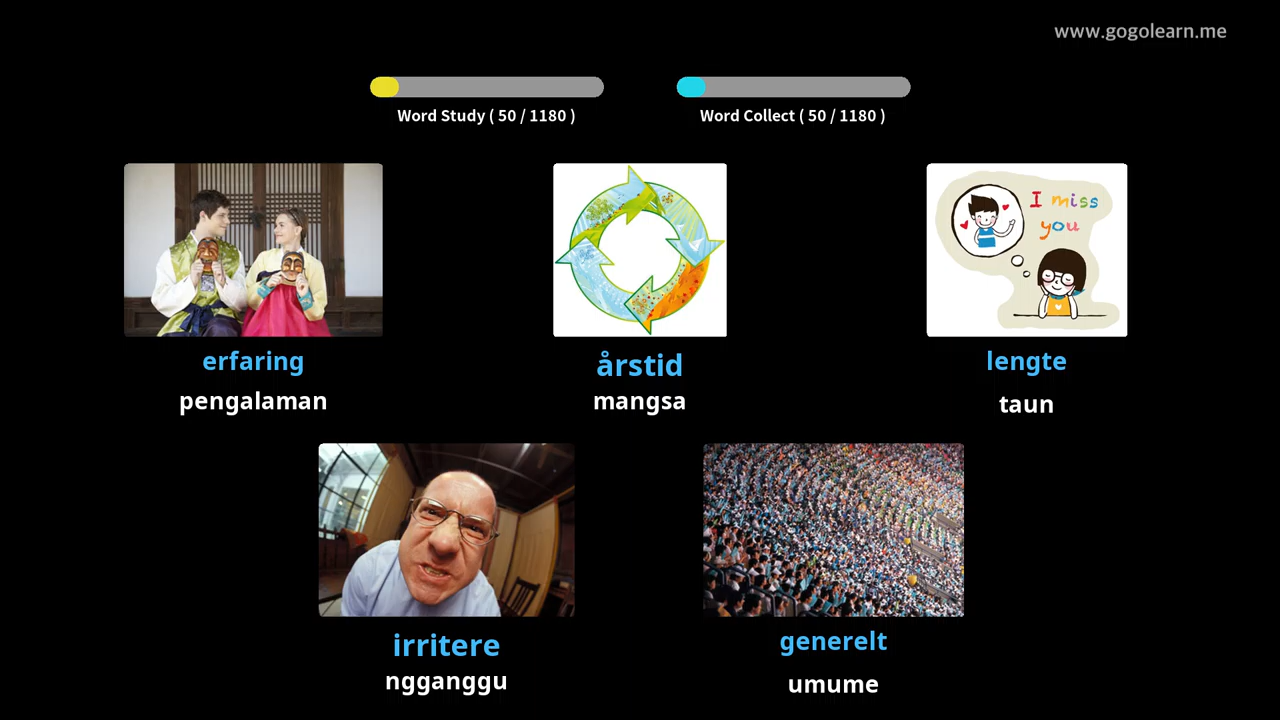 www.gogolearn.me
Word Study ( 50 / 1180 )
Word Collect ( 50 / 1180 )
I miss
you
erfaring
årstid
lengte
pengalaman
mangsa
taun
irritere
generelt
ngganggu
umume